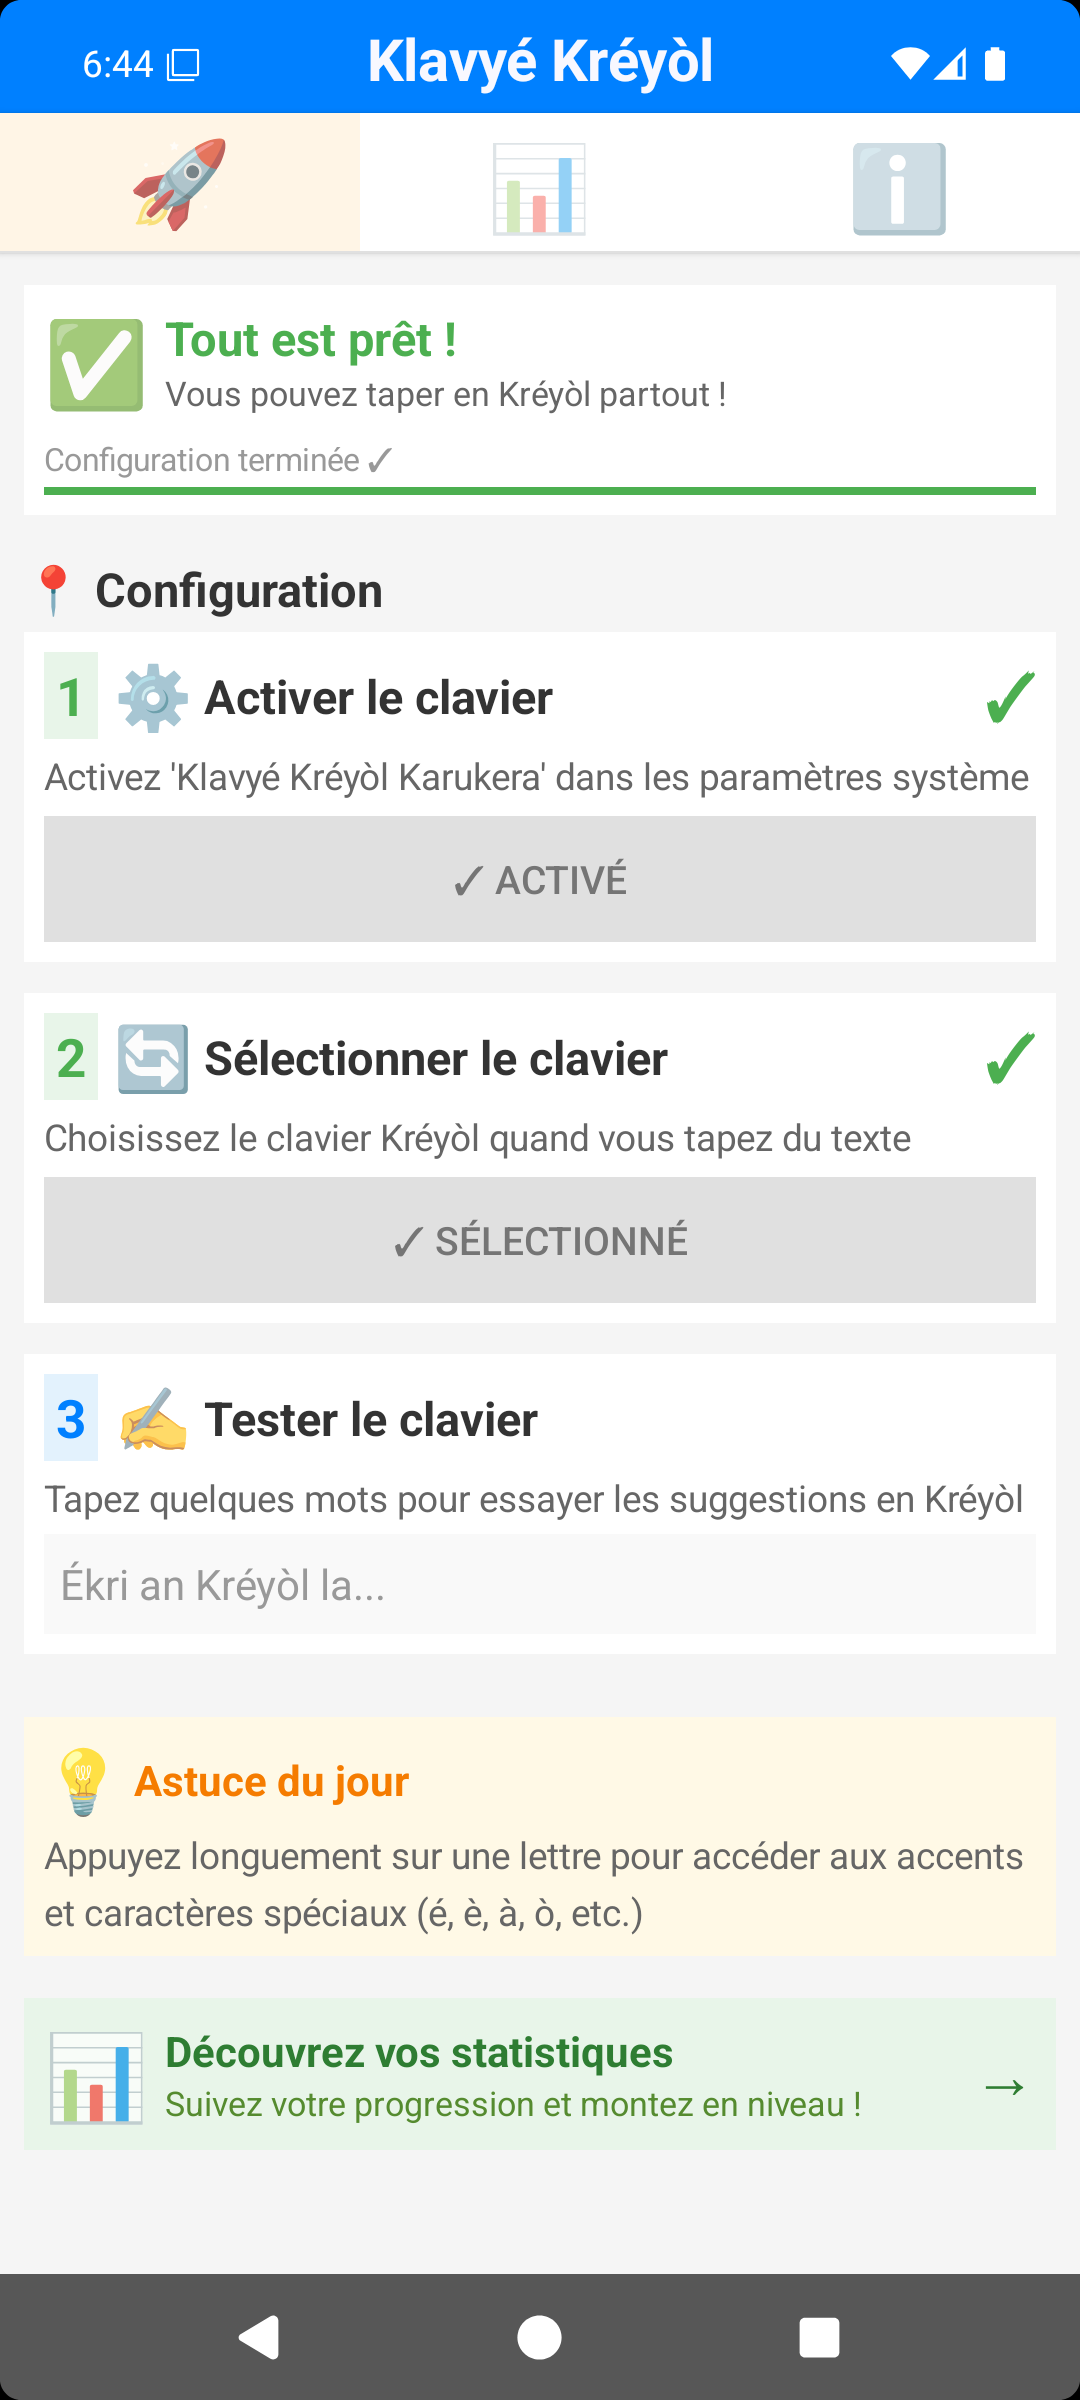 6:44
Klavyé Kréyòl
Tout est prêt !
Vous pouvez taper en Kréyòl partout !
Configuration terminée ✓
📍 Configuration
1 ⚙️ Activer le clavier ✓
Activez 'Klavyé Kréyòl Karukera' dans les paramètres système
✓ ACTIVÉ
2 🔄 Sélectionner le clavier ✓
Choisissez le clavier Kréyòl quand vous tapez du texte
✓ SÉLECTIONNÉ
3 ✍️ Tester le clavier
Tapez quelques mots pour essayer les suggestions en Kréyòl
Ékri an Kréyòl la...
💡 Astuce du jour
Appuyez longuement sur une lettre pour accéder aux accents
et caractères spéciaux (é, è, à, ò, etc.)
Découvrez vos statistiques
Suivez votre progression et montez en niveau !
→